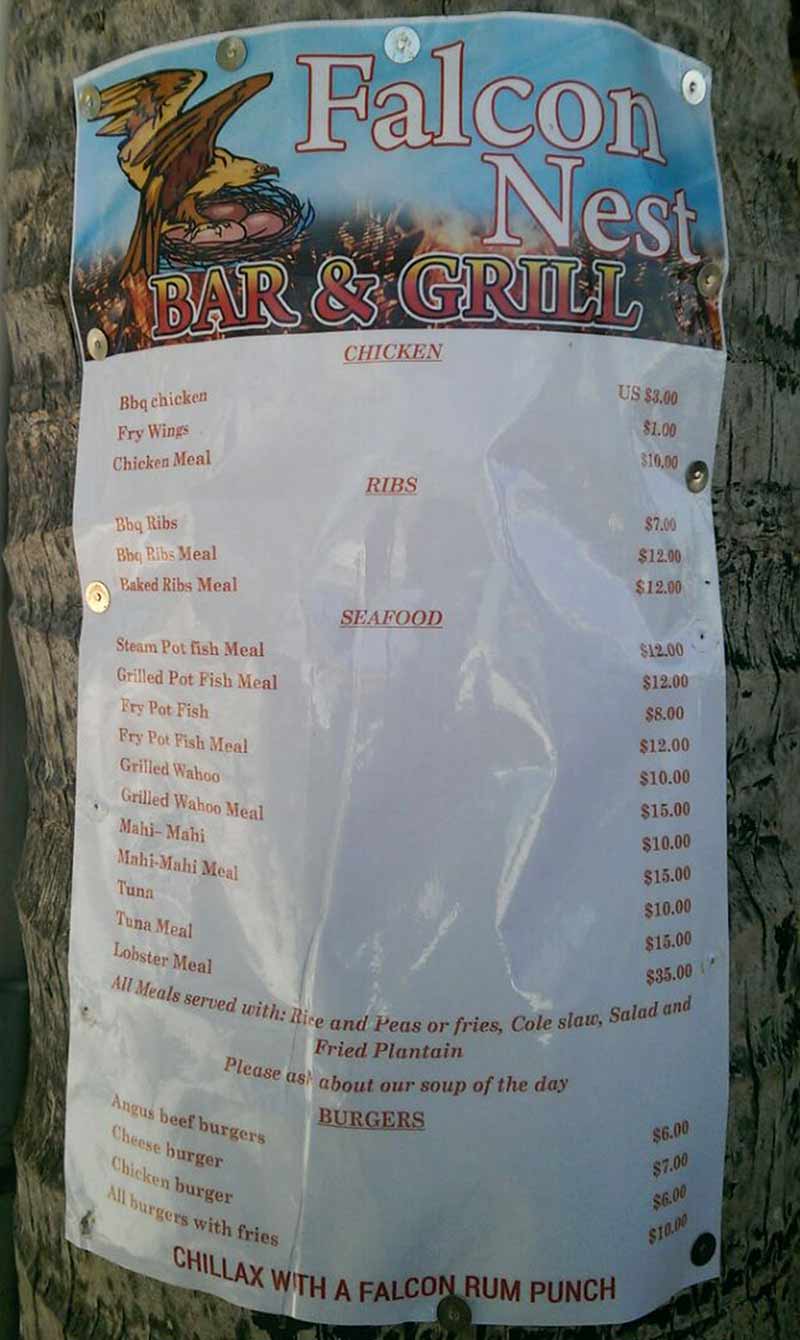 Falcon
Nest
BAR & GRILL
CHICKEN
Bbq chicken US $3.00
Fry Wings $1.00
Chicken Meal $10.00
RIBS
Bbq Ribs $7.00
Bbq Ribs Meal $12.00
Baked Ribs Meal $12.00
SEAFOOD
Steam Pot fish Meal $12.00
Grilled Pot Fish Meal $12.00
Fry Pot Fish $8.00
Fry Pot Fish Meal $12.00
Grilled Wahoo $10.00
Grilled Wahoo Meal $15.00
Mahi-Mahi $10.00
Mahi-Mahi Meal $15.00
Tuna $10.00
Tuna Meal $15.00
Lobster Meal $35.00
All Meals served with: Rice and Peas or fries, Cole slaw, Salad and
Fried Plantain
Please ask about our soup of the day
BURGERS
Angus beef burgers $6.00
Cheese burger $7.00
Chicken burger $6.00
All burgers with fries $10.00
CHILLAX WITH A FALCON RUM PUNCH